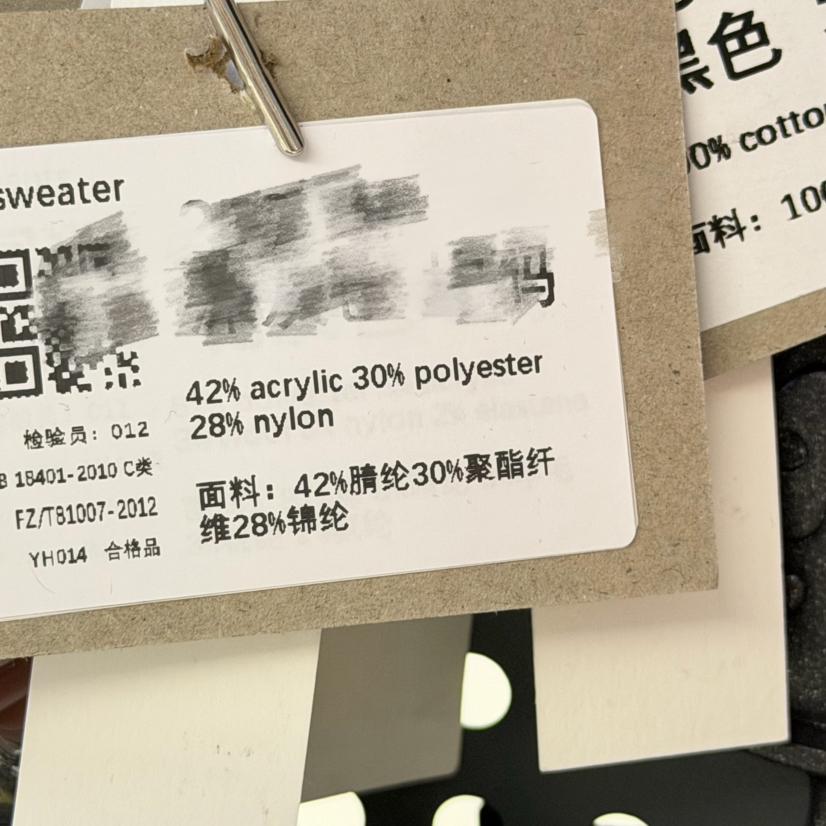 sweater
42% acrylic 30% polyester
28% nylon
面料：42%腈纶30%聚酯纤
维28%锦纶
检验员：012
18401-2010 C类
FZ/T81007-2012
YH014 合格品
黑色
0% cotto
面料：10